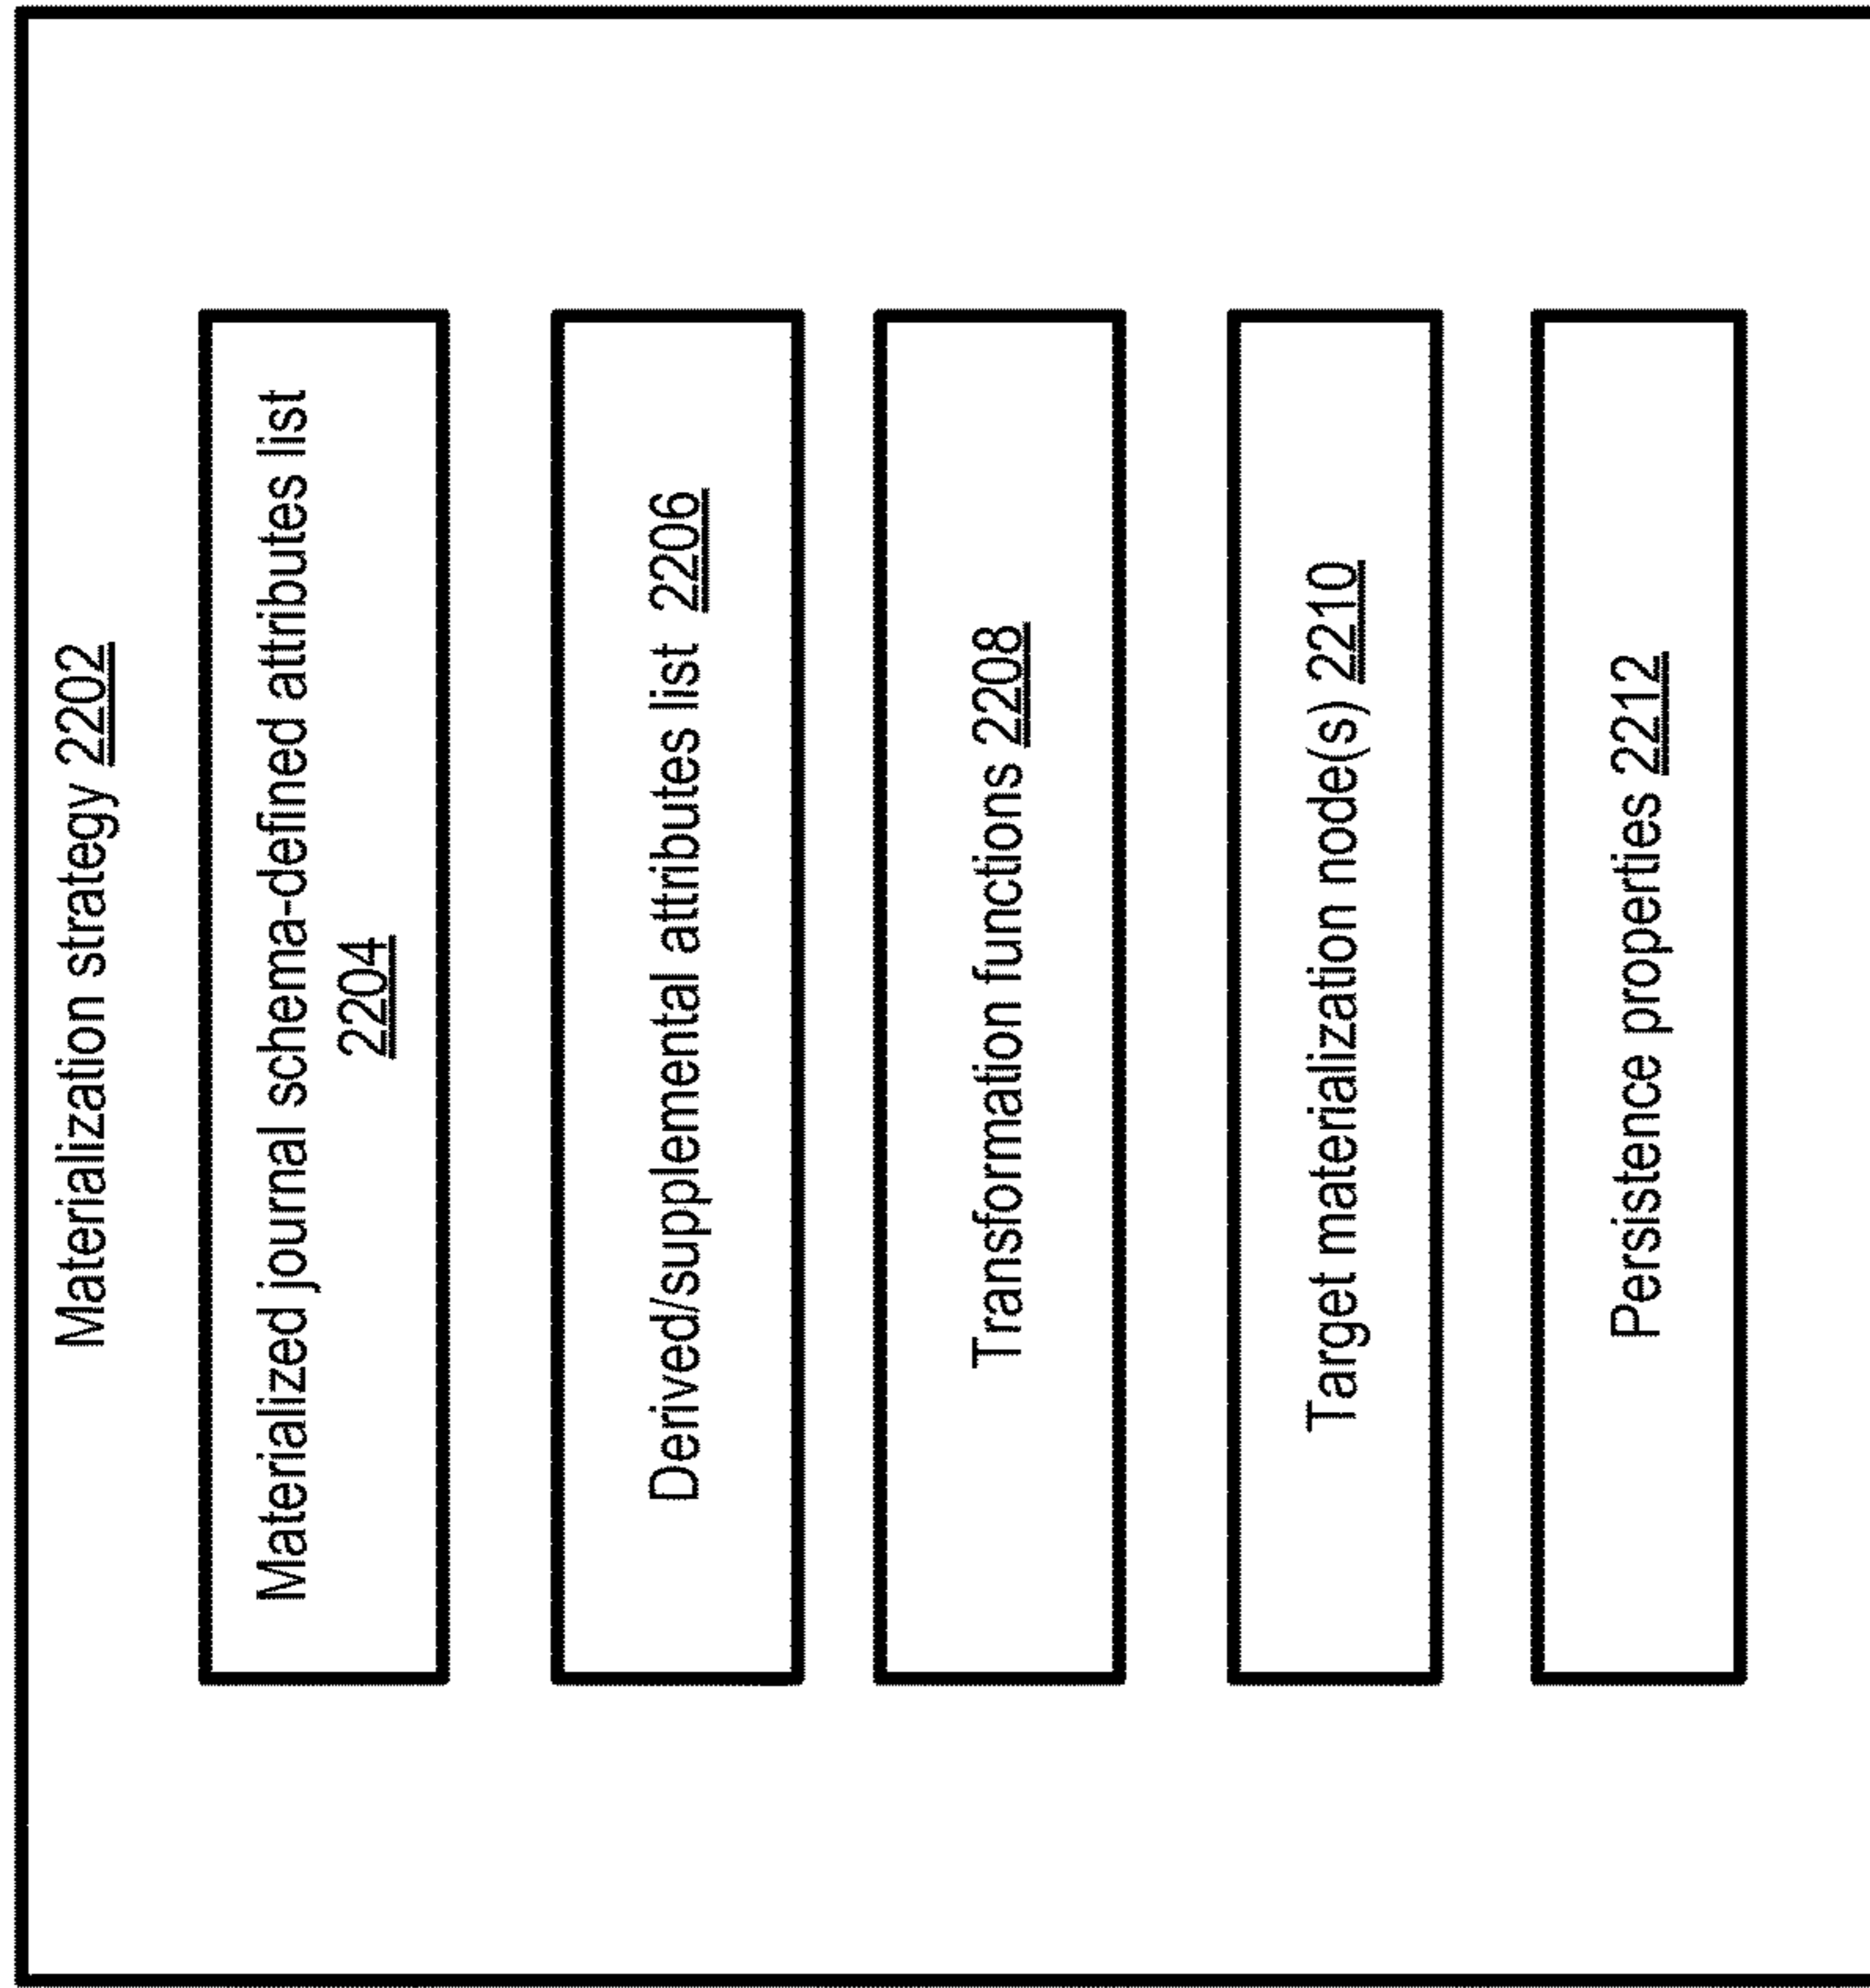 Materialization strategy 2202
Materialized journal schema-defined attributes list
2204
Derived/supplemental attributes list 2206
Transformation functions 2208
Target materialization node(s) 2210
Persistence properties 2212